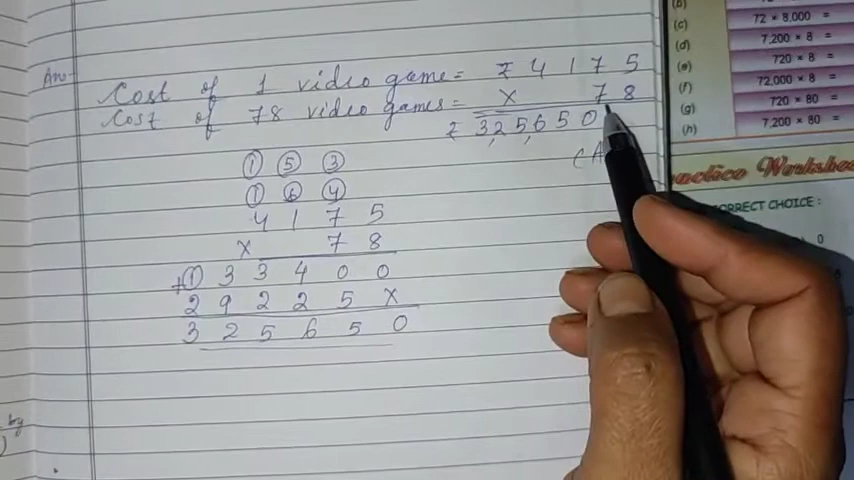 Ans- Cost of 1 video game = ₹ 4 1 7 5
Cost of 78 video games = X 7 8
₹ 3,2 5,6 5 0
(A
① ⑤ ③
① ⑥ ④
4 1 7 5
X 7 8
+① 3 3 4 0 0
2 9 2 2 5 X
3 2 5 6 5 0
by
)
(b) 72 × 8,000 =
(c) 7,200 × 8 =
(d) 720 × 8 =
(e) 72,000 × 8 =
(f) 720 × 80 =
(g) 7,200 × 80 =
(h)
Practice Worksheet
CORRECT CHOICE :